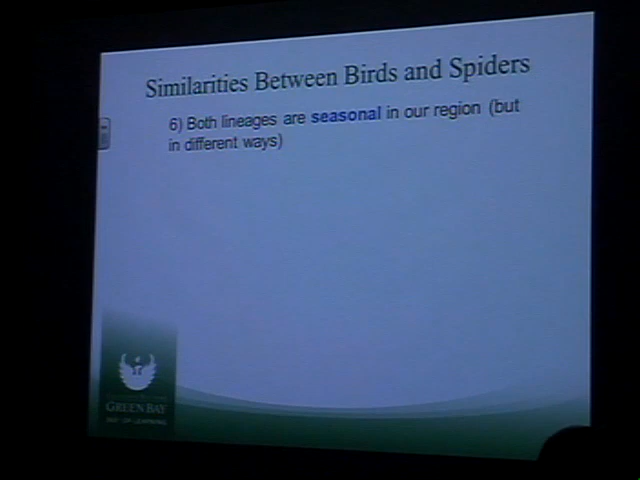 Similarities Between Birds and Spiders
6) Both lineages are seasonal in our region (but
in different ways)
GREEN BAY